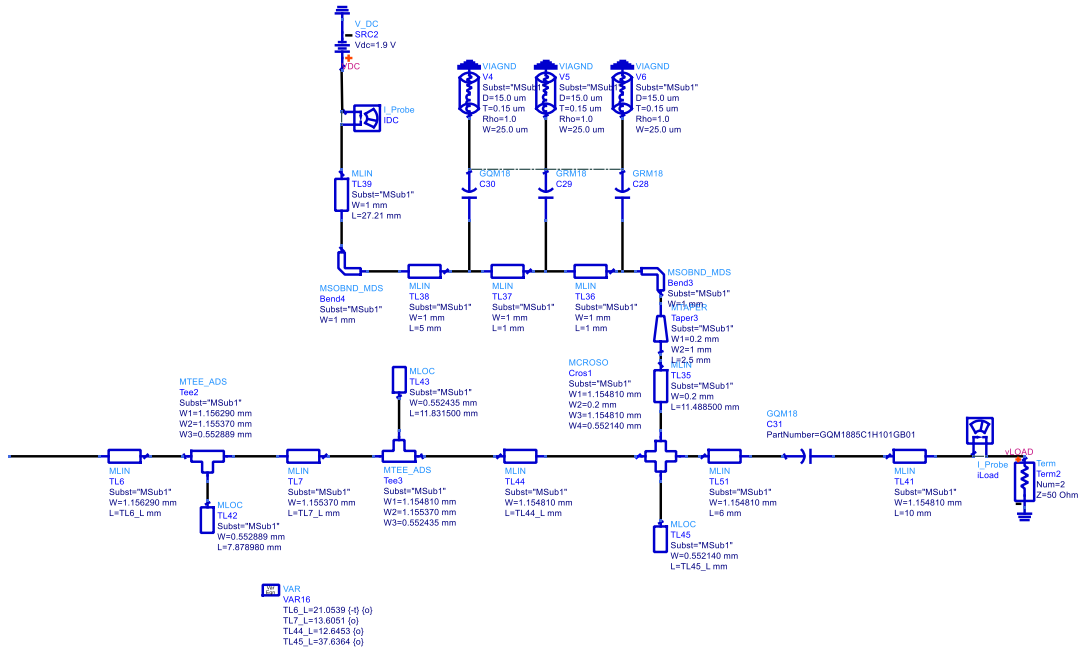 V_DC
SRC2
Vdc=1.9 V
VDC
I_Probe
IDC
VIAGND
V4
Subst="MSub1"
D=15.0 um
T=0.15 um
Rho=1.0
W=25.0 um
VIAGND
V5
Subst="MSub1"
D=15.0 um
T=0.15 um
Rho=1.0
W=25.0 um
VIAGND
V6
Subst="MSub1"
D=15.0 um
T=0.15 um
Rho=1.0
W=25.0 um
MLIN
TL39
Subst="MSub1"
W=1 mm
L=27.21 mm
GQM18
C30
GRM18
C29
GRM18
C28
MSOBND_MDS
Bend4
Subst="MSub1"
W=1 mm
MLIN
TL38
Subst="MSub1"
W=1 mm
L=5 mm
MLIN
TL37
Subst="MSub1"
W=1 mm
L=1 mm
MLIN
TL36
Subst="MSub1"
W=1 mm
L=1 mm
MSOBND_MDS
Bend3
Subst="MSub1"
W=1 mm
MTAPER
Taper3
Subst="MSub1"
W1=0.2 mm
W2=1 mm
L=2.5 mm
MLIN
TL35
Subst="MSub1"
W=0.2 mm
L=11.488500 mm
MTEE_ADS
Tee2
Subst="MSub1"
W1=1.156290 mm
W2=1.155370 mm
W3=0.552889 mm
MLOC
TL43
Subst="MSub1"
W=0.552435 mm
L=11.831500 mm
MCROSO
Cros1
Subst="MSub1"
W1=1.154810 mm
W2=0.2 mm
W3=1.154810 mm
W4=0.552140 mm
GQM18
C31
PartNumber=GQM1885C1H101GB01
MLIN
TL6
Subst="MSub1"
W=1.156290 mm
L=TL6_L mm
MLOC
TL42
Subst="MSub1"
W=0.552889 mm
L=7.878980 mm
MLIN
TL7
Subst="MSub1"
W=1.155370 mm
L=TL7_L mm
MTEE_ADS
Tee3
Subst="MSub1"
W1=1.154810 mm
W2=1.155370 mm
W3=0.552435 mm
MLIN
TL44
Subst="MSub1"
W=1.154810 mm
L=TL44_L mm
MLOC
TL45
Subst="MSub1"
W=0.552140 mm
L=TL45_L mm
MLIN
TL51
Subst="MSub1"
W=1.154810 mm
L=6 mm
MLIN
TL41
Subst="MSub1"
W=1.154810 mm
L=10 mm
I_Probe
iLoad
vLOAD
Term
Term2
Num=2
Z=50 Ohm
Var
Eqn
VAR
VAR16
TL6_L=21.0539 {-t} {o}
TL7_L=13.6051 {o}
TL44_L=12.6453 {o}
TL45_L=37.6364 {o}